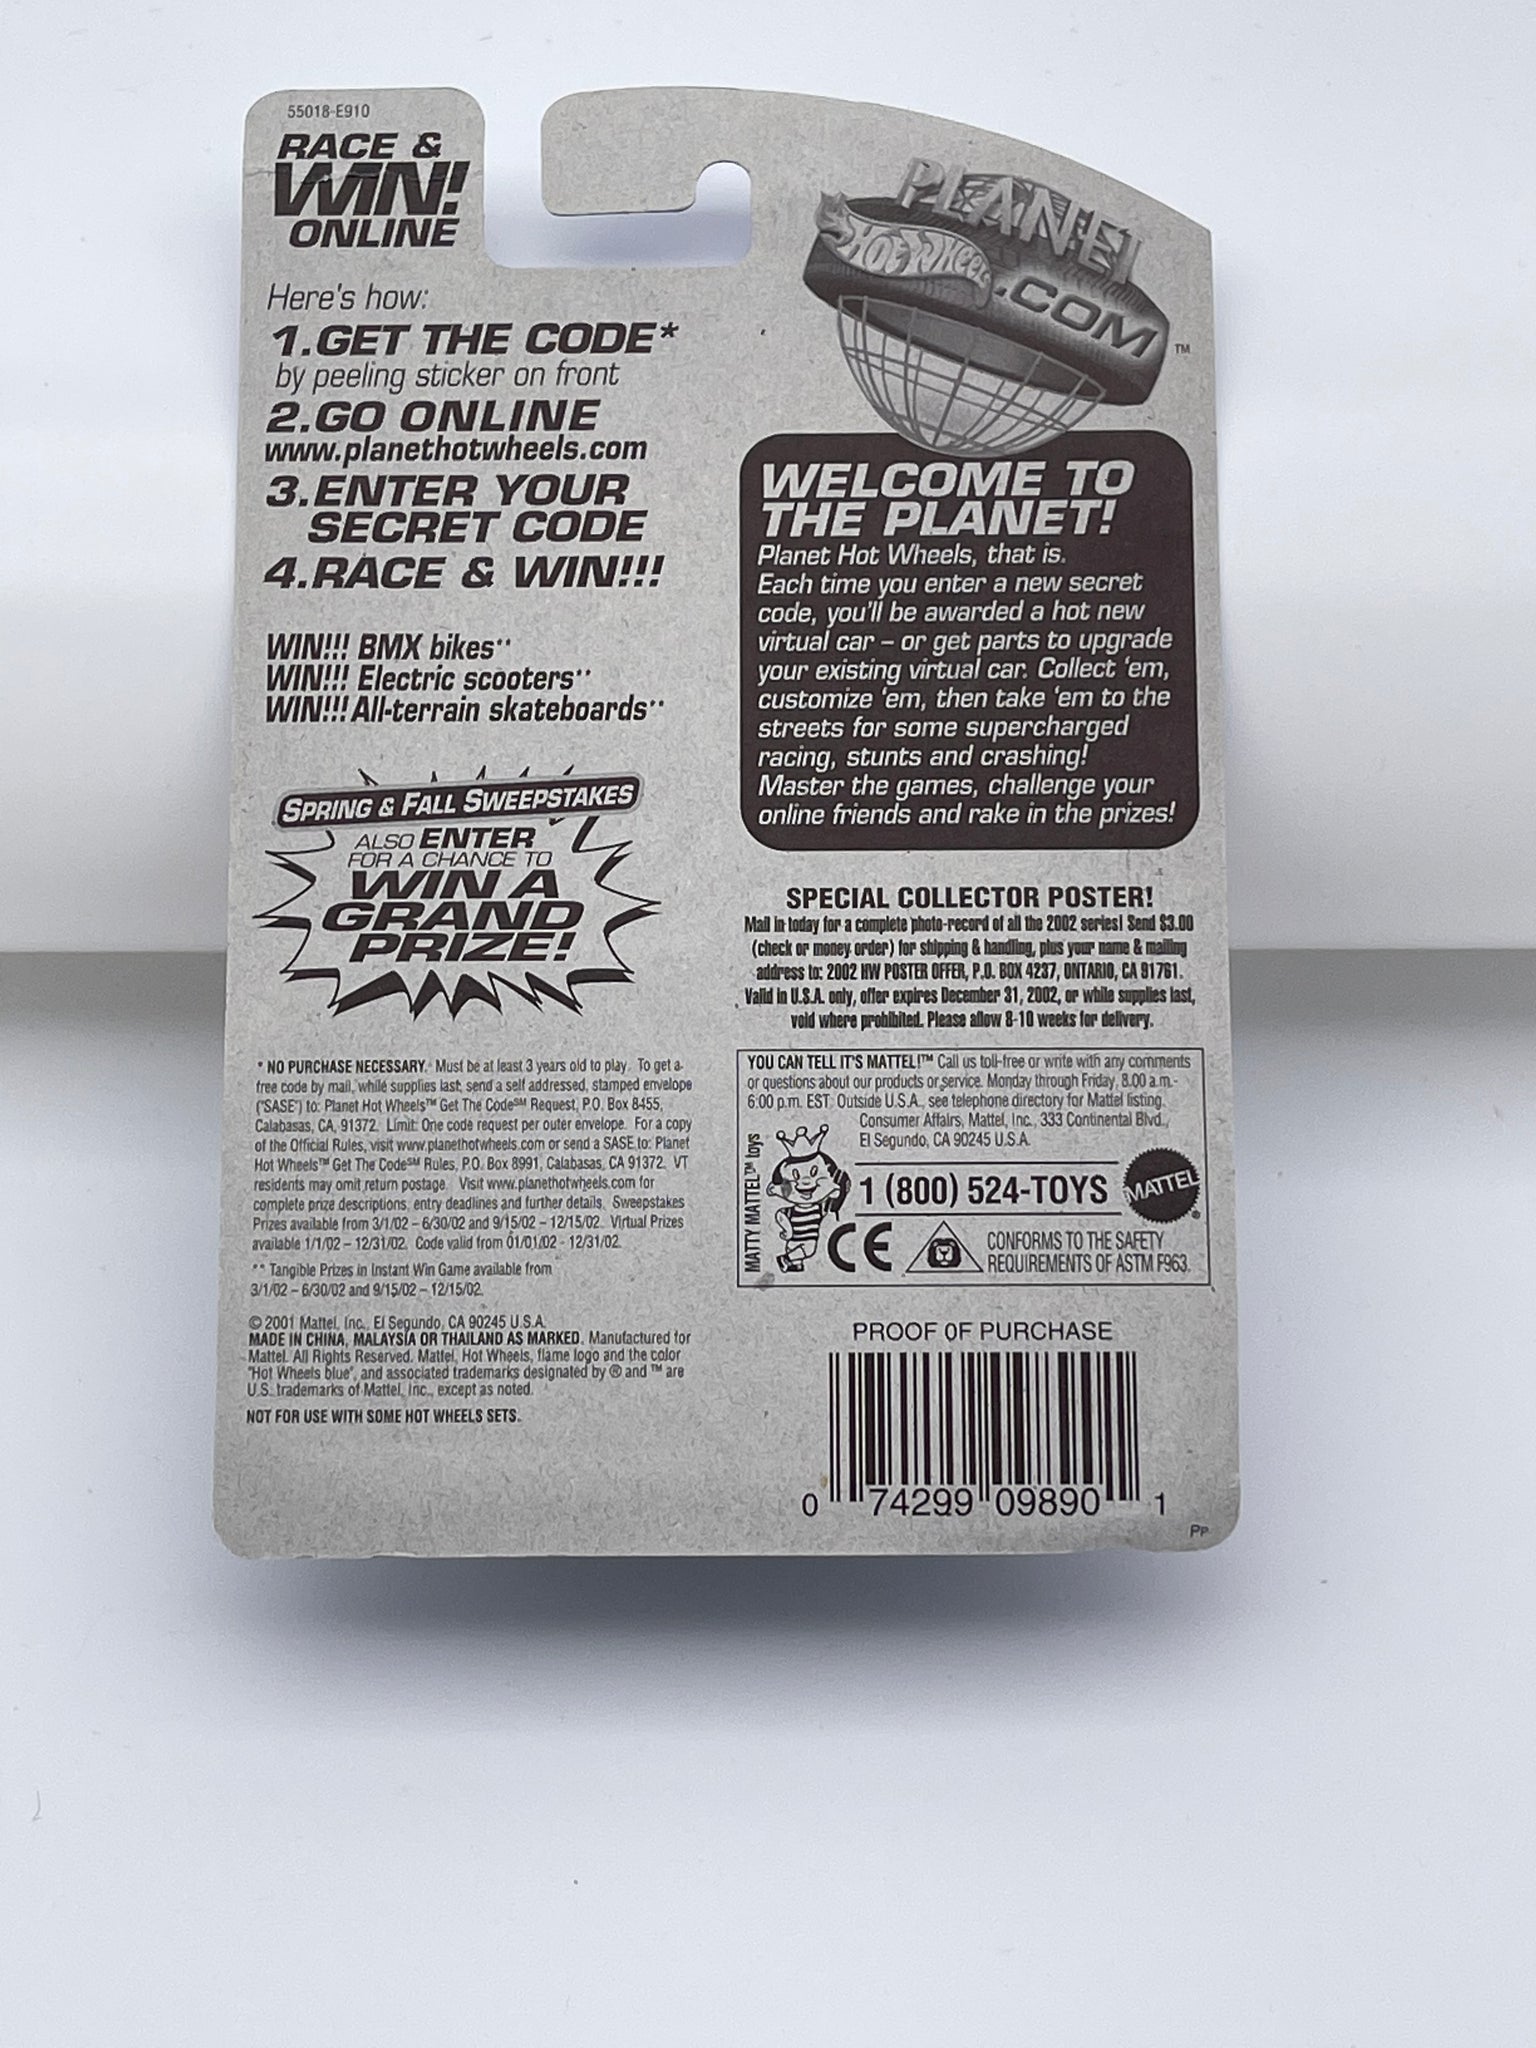 55018-E910
RACE &
WIN!
ONLINE
Here's how:
1.GET THE CODE*
by peeling sticker on front
2.GO ONLINE
www.planethotwheels.com
3.ENTER YOUR
SECRET CODE
4.RACE & WIN!!!
WIN!!! BMX bikes**
WIN!!! Electric scooters**
WIN!!! All-terrain skateboards**
SPRING & FALL SWEEPSTAKES
ALSO ENTER
FOR A CHANCE TO
WIN A
GRAND
PRIZE!
* NO PURCHASE NECESSARY. Must be at least 3 years old to play. To get a
free code by mail, while supplies last, send a self addressed, stamped envelope
("SASE") to: Planet Hot Wheels™ Get The Code℠ Request, P.O. Box 8455,
Calabasas, CA, 91372. Limit: One code request per outer envelope. For a copy
of the Official Rules, visit www.planethotwheels.com or send a SASE to: Planet
Hot Wheels™ Get The Code℠ Rules, P.O. Box 8991, Calabasas, CA 91372. VT
residents may omit return postage. Visit www.planethotwheels.com for
complete prize descriptions, entry deadlines and further details. Sweepstakes
Prizes available from 3/1/02 – 6/30/02 and 9/15/02 – 12/15/02. Virtual Prizes
available 1/1/02 – 12/31/02. Code valid from 01/01/02 - 12/31/02.
** Tangible Prizes in Instant Win Game available from
3/1/02 – 6/30/02 and 9/15/02 – 12/15/02.
© 2001 Mattel, Inc., El Segundo, CA 90245 U.S.A.
MADE IN CHINA, MALAYSIA OR THAILAND AS MARKED. Manufactured for
Mattel. All Rights Reserved. Mattel, Hot Wheels, flame logo and the color
"Hot Wheels blue", and associated trademarks designated by ® and ™ are
U.S. trademarks of Mattel, Inc., except as noted.
NOT FOR USE WITH SOME HOT WHEELS SETS.
PLANET
HOT WHEELS
.COM
™
WELCOME TO
THE PLANET!
Planet Hot Wheels, that is.
Each time you enter a new secret
code, you'll be awarded a hot new
virtual car – or get parts to upgrade
your existing virtual car. Collect 'em,
customize 'em, then take 'em to the
streets for some supercharged
racing, stunts and crashing!
Master the games, challenge your
online friends and rake in the prizes!
SPECIAL COLLECTOR POSTER!
Mail in today for a complete photo-record of all the 2002 series! Send $3.00
(check or money order) for shipping & handling, plus your name & mailing
address to: 2002 HW POSTER OFFER, P.O. BOX 4237, ONTARIO, CA 91761.
Valid in U.S.A. only, offer expires December 31, 2002, or while supplies last,
void where prohibited. Please allow 8-10 weeks for delivery.
YOU CAN TELL IT'S MATTEL!™ Call us toll-free or write with any comments
or questions about our products or service. Monday through Friday, 8:00 a.m.-
6:00 p.m. EST. Outside U.S.A., see telephone directory for Mattel listing.
Consumer Affairs, Mattel, Inc., 333 Continental Blvd.,
El Segundo, CA 90245 U.S.A.
MATTY MATTEL™ toys
1 (800) 524-TOYS
MATTEL
®
CE
CONFORMS TO THE SAFETY
REQUIREMENTS OF ASTM F963.
PROOF OF PURCHASE
0 74299 09890 1
PP